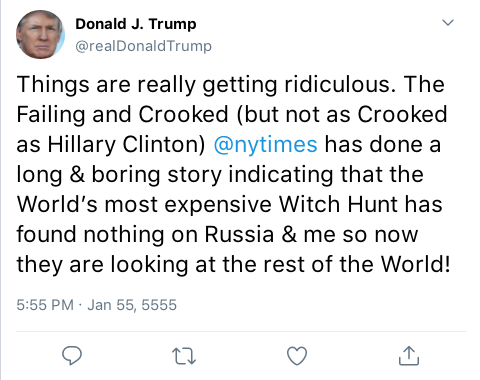 Donald J. Trump
@realDonaldTrump
Things are really getting ridiculous. The
Failing and Crooked (but not as Crooked
as Hillary Clinton) @nytimes has done a
long & boring story indicating that the
World’s most expensive Witch Hunt has
found nothing on Russia & me so now
they are looking at the rest of the World!
5:55 PM · Jan 55, 5555